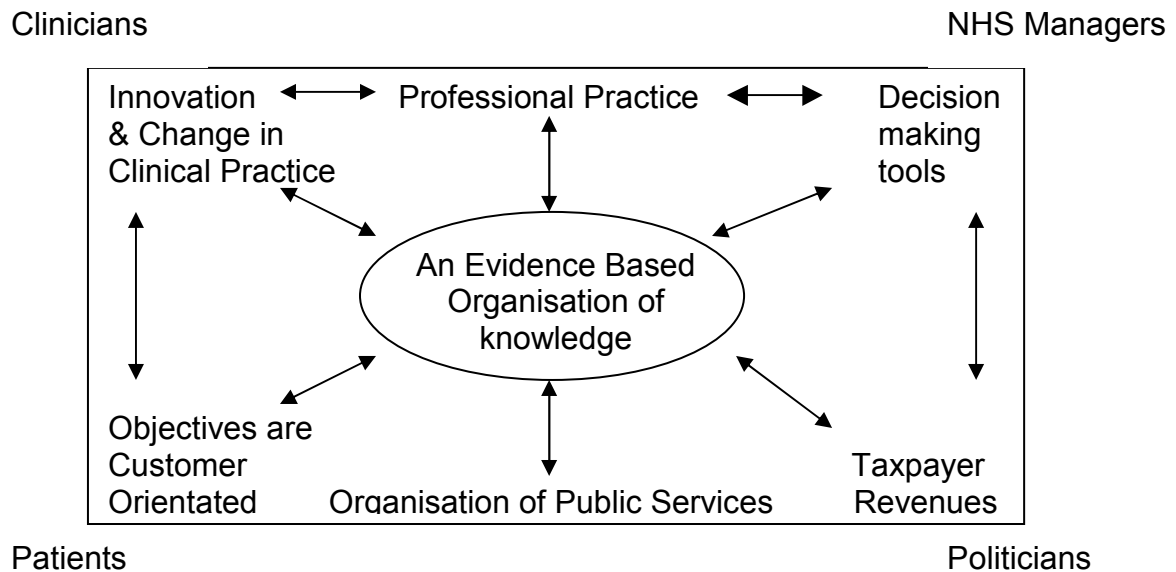 Clinicians
NHS Managers
Innovation
& Change in
Clinical Practice
Professional Practice
Decision
making
tools
An Evidence Based
Organisation of
knowledge
Objectives are
Customer
Orientated
Organisation of Public Services
Taxpayer
Revenues
Patients
Politicians